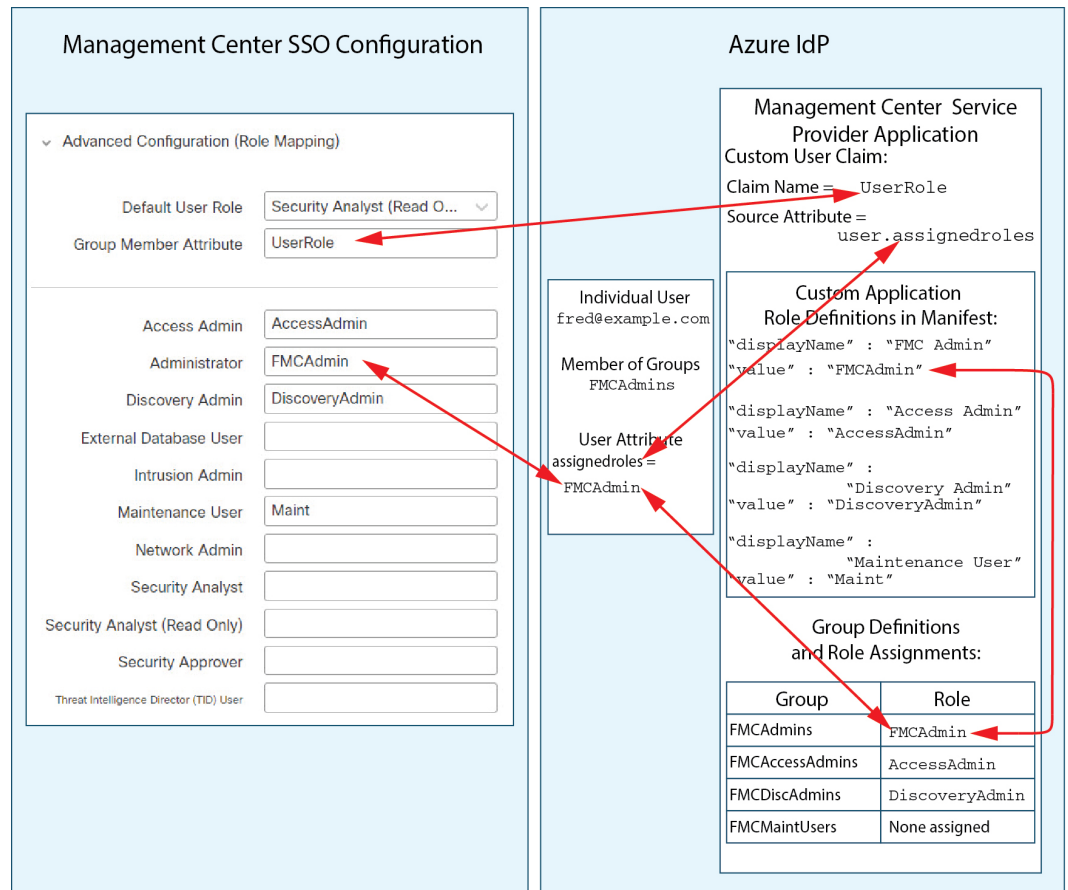 Management Center SSO Configuration
Advanced Configuration (Role Mapping)
Default User Role
Security Analyst (Read O...
Group Member Attribute
UserRole
Access Admin
AccessAdmin
Administrator
FMCAdmin
Discovery Admin
DiscoveryAdmin
External Database User
Intrusion Admin
Maintenance User
Maint
Network Admin
Security Analyst
Security Analyst (Read Only)
Security Approver
Threat Intelligence Director (TID) User
Azure IdP
Individual User
fred@example.com
Member of Groups
FMCAdmins
User Attribute
assignedroles =
FMCAdmin
Management Center Service
Provider Application
Custom User Claim:
Claim Name = UserRole
Source Attribute =
user.assignedroles
Custom Application
Role Definitions in Manifest:
“displayName” : “FMC Admin”
“value” : “FMCAdmin”
“displayName” : “Access Admin”
“value” : “AccessAdmin”
“displayName” :
“Discovery Admin”
“value” : “DiscoveryAdmin”
“displayName” :
“Maintenance User”
“value” : “Maint”
Group Definitions
and Role Assignments:
Group Role
FMCAdmins FMCAdmin
FMCAccessAdmins AccessAdmin
FMCDiscAdmins DiscoveryAdmin
FMCMaintUsers None assigned